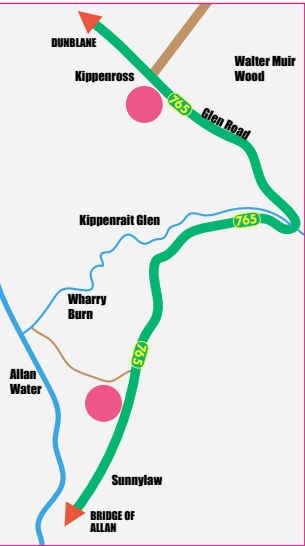 DUNBLANE
Kippenross
Walter Muir
Wood
765
Glen Road
Kippenrait Glen
765
Wharry
Burn
765
Allan
Water
Sunnylaw
BRIDGE OF
ALLAN